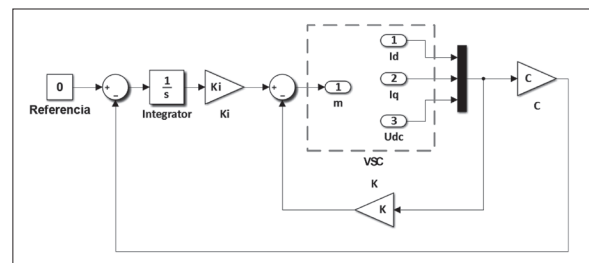 1
Id
0
+
−
1
s
Ki
+
−
1
m
2
Iq
C
Referencia
Integrator
Ki
C
3
Udc
VSC
K
K